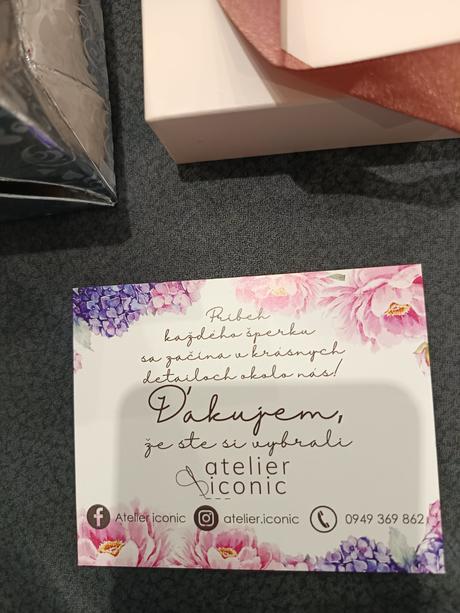 Príbeh
každého šperku
sa začína v krásnych
detailoch okolo nás!
Ďakujem,
že ste si vybrali
atelier
iconic
Atelier iconic atelier.iconic 0949 369 862